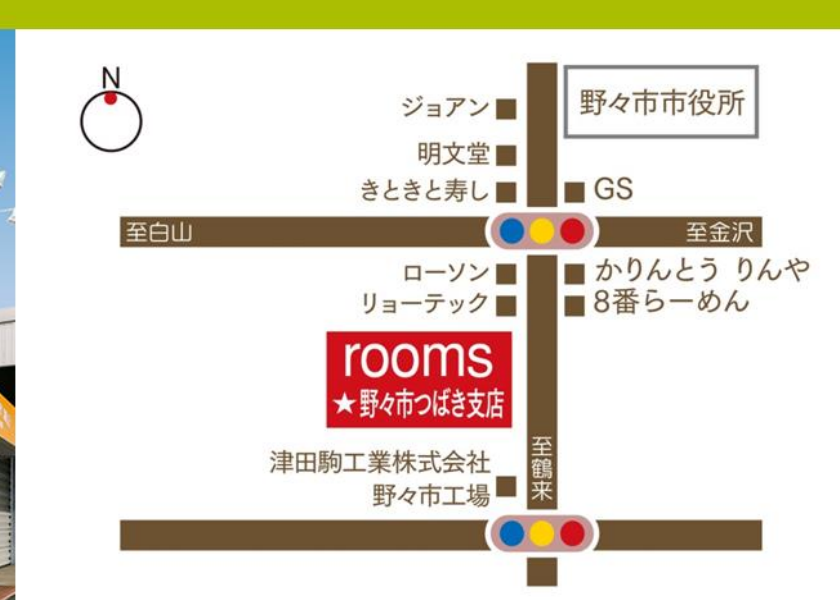 N
ジョアン
野々市市役所
明文堂
きときと寿し
GS
至白山
至金沢
ローソン
かりんとう りんや
リョーテック
8番らーめん
rooms
★野々市つばき支店
至鶴来
津田駒工業株式会社
野々市工場